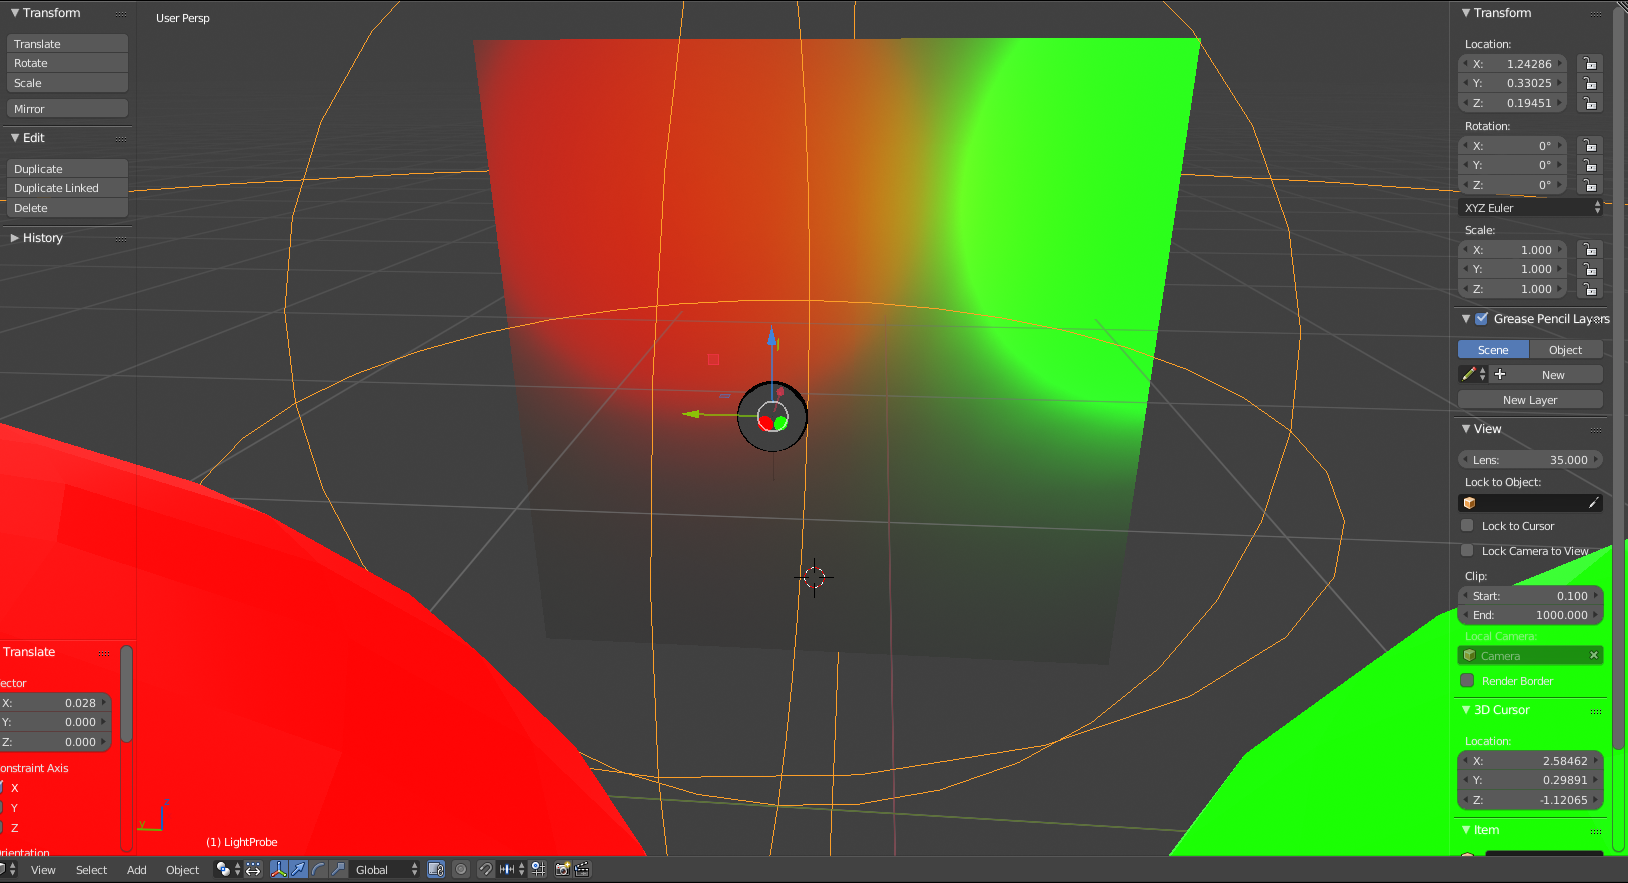 Transform
Translate
Rotate
Scale
Mirror
Edit
Duplicate
Duplicate Linked
Delete
History
User Persp
Translate
ector
X: 0.028
Y: 0.000
Z: 0.000
onstraint Axis
X
Y
Z
Orientation
y
(1) LightProbe
View Select Add Object Global
Transform
Location:
X: 1.24286
Y: 0.33025
Z: 0.19451
Rotation:
X: 0°
Y: 0°
Z: 0°
XYZ Euler
Scale:
X: 1.000
Y: 1.000
Z: 1.000
Grease Pencil Layers
Scene Object
New
New Layer
View
Lens: 35.000
Lock to Object:
Lock to Cursor
Lock Camera to View
Clip:
Start: 0.100
End: 1000.000
Local Camera:
Camera
Render Border
3D Cursor
Location:
X: 2.58462
Y: 0.29891
Z: -1.12065
Item